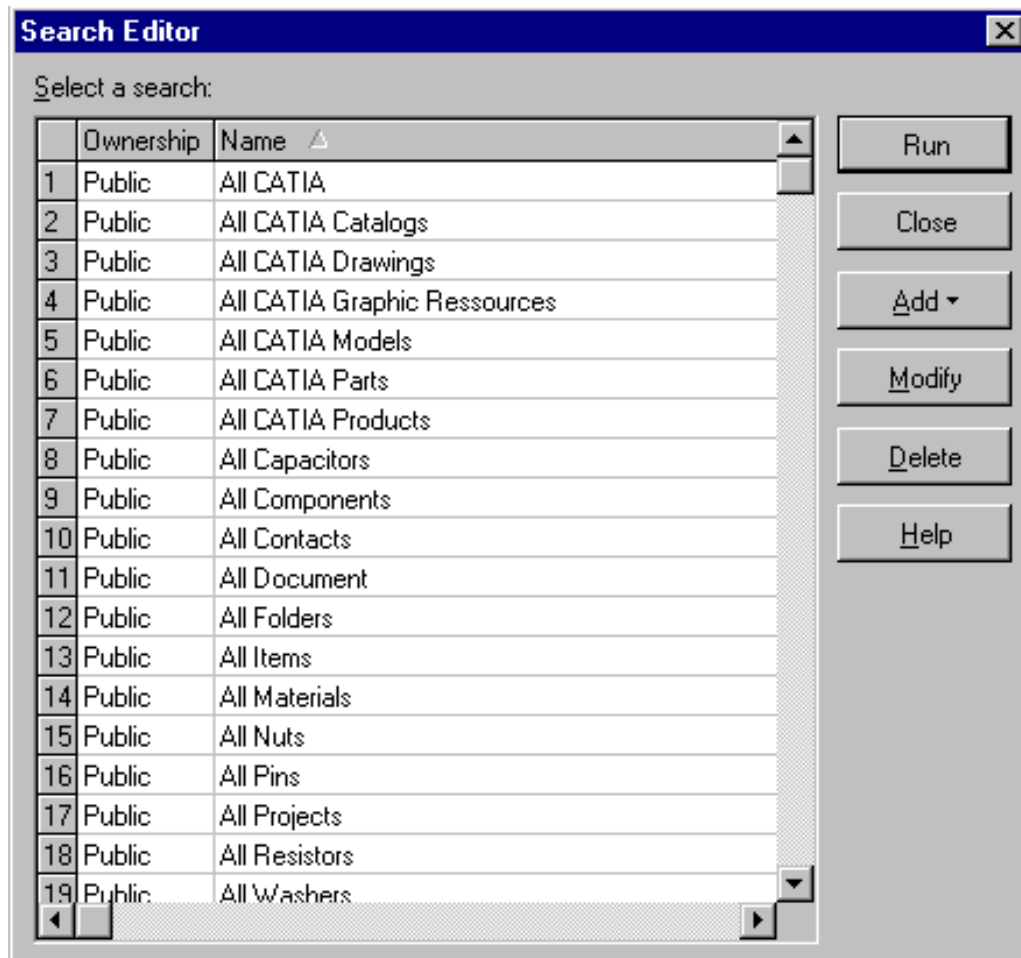 Search Editor
Select a search:
Ownership Name
1 Public All CATIA
2 Public All CATIA Catalogs
3 Public All CATIA Drawings
4 Public All CATIA Graphic Ressources
5 Public All CATIA Models
6 Public All CATIA Parts
7 Public All CATIA Products
8 Public All Capacitors
9 Public All Components
10 Public All Contacts
11 Public All Document
12 Public All Folders
13 Public All Items
14 Public All Materials
15 Public All Nuts
16 Public All Pins
17 Public All Projects
18 Public All Resistors
19 Public All Washers
Run
Close
Add
Modify
Delete
Help